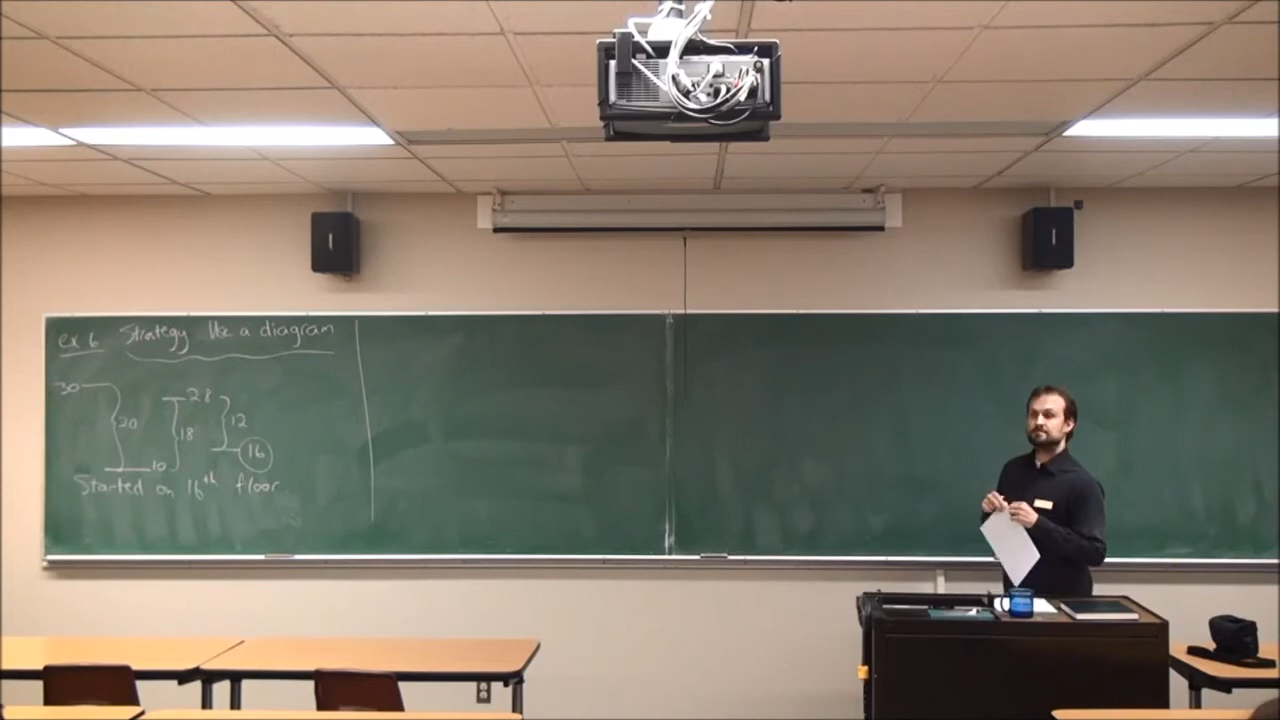 ex 6 Strategy Use a diagram
30 28
20 18 12
10 16
Started on 16th floor